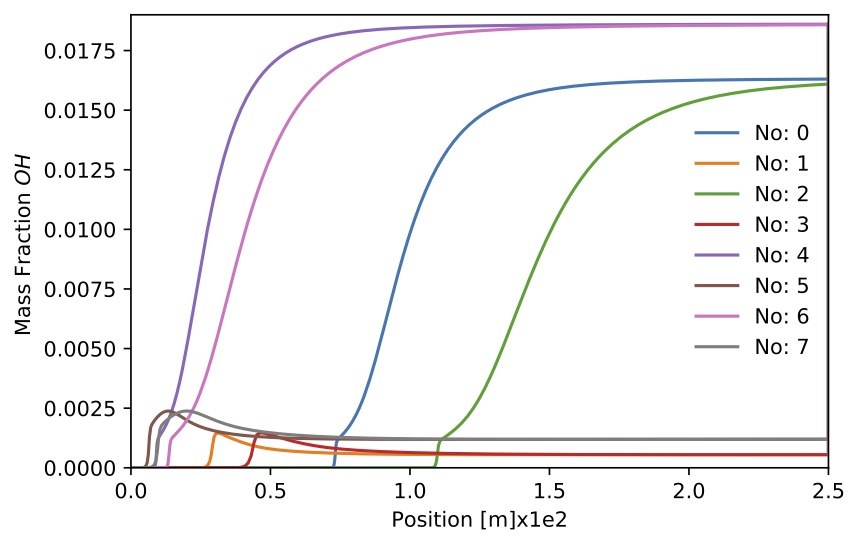 0.0175
0.0150
0.0125
0.0100
0.0075
0.0050
0.0025
0.0000
Mass Fraction OH
No: 0
No: 1
No: 2
No: 3
No: 4
No: 5
No: 6
No: 7
0.0 0.5 1.0 1.5 2.0 2.5
Position [m]x1e2